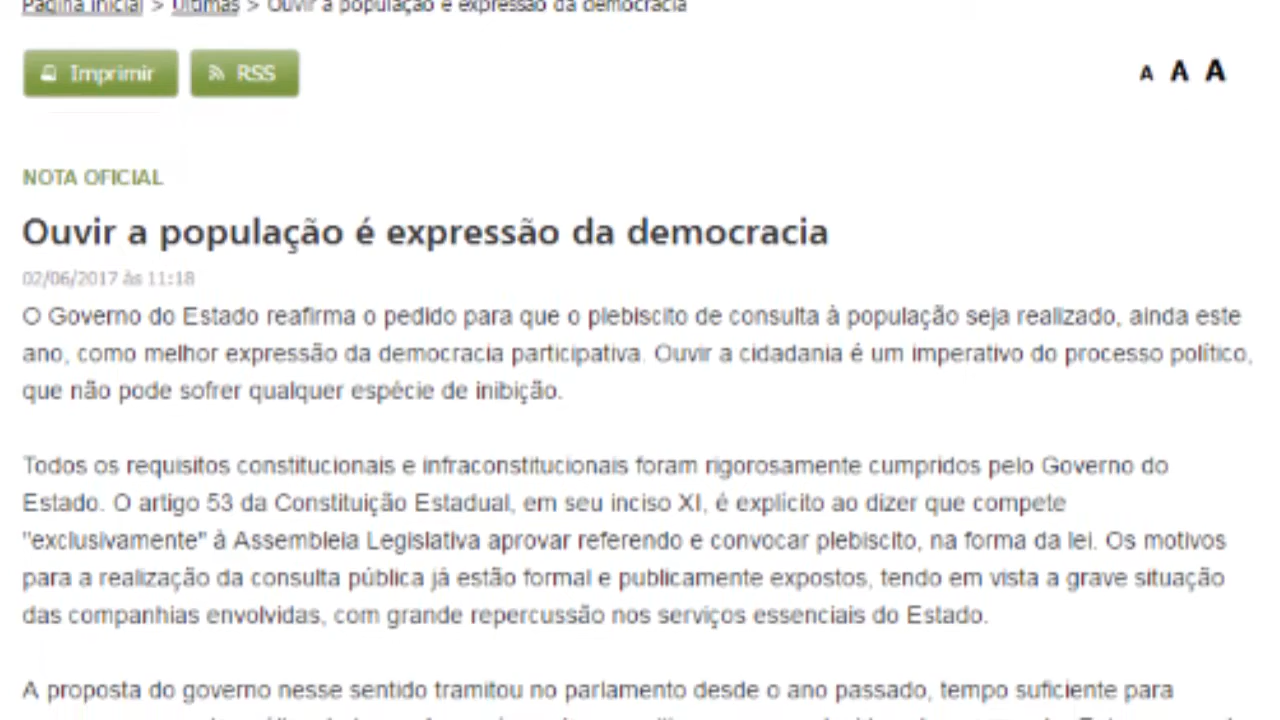 Página Inicial > Últimas > Ouvir a população é expressão da democracia
Imprimir RSS A A A
NOTA OFICIAL
Ouvir a população é expressão da democracia
02/06/2017 às 11:18
O Governo do Estado reafirma o pedido para que o plebiscito de consulta à população seja realizado, ainda este
ano, como melhor expressão da democracia participativa. Ouvir a cidadania é um imperativo do processo político,
que não pode sofrer qualquer espécie de inibição.
Todos os requisitos constitucionais e infraconstitucionais foram rigorosamente cumpridos pelo Governo do
Estado. O artigo 53 da Constituição Estadual, em seu inciso XI, é explícito ao dizer que compete
"exclusivamente" à Assembleia Legislativa aprovar referendo e convocar plebiscito, na forma da lei. Os motivos
para a realização da consulta pública já estão formal e publicamente expostos, tendo em vista a grave situação
das companhias envolvidas, com grande repercussão nos serviços essenciais do Estado.
A proposta do governo nesse sentido tramitou no parlamento desde o ano passado, tempo suficiente para